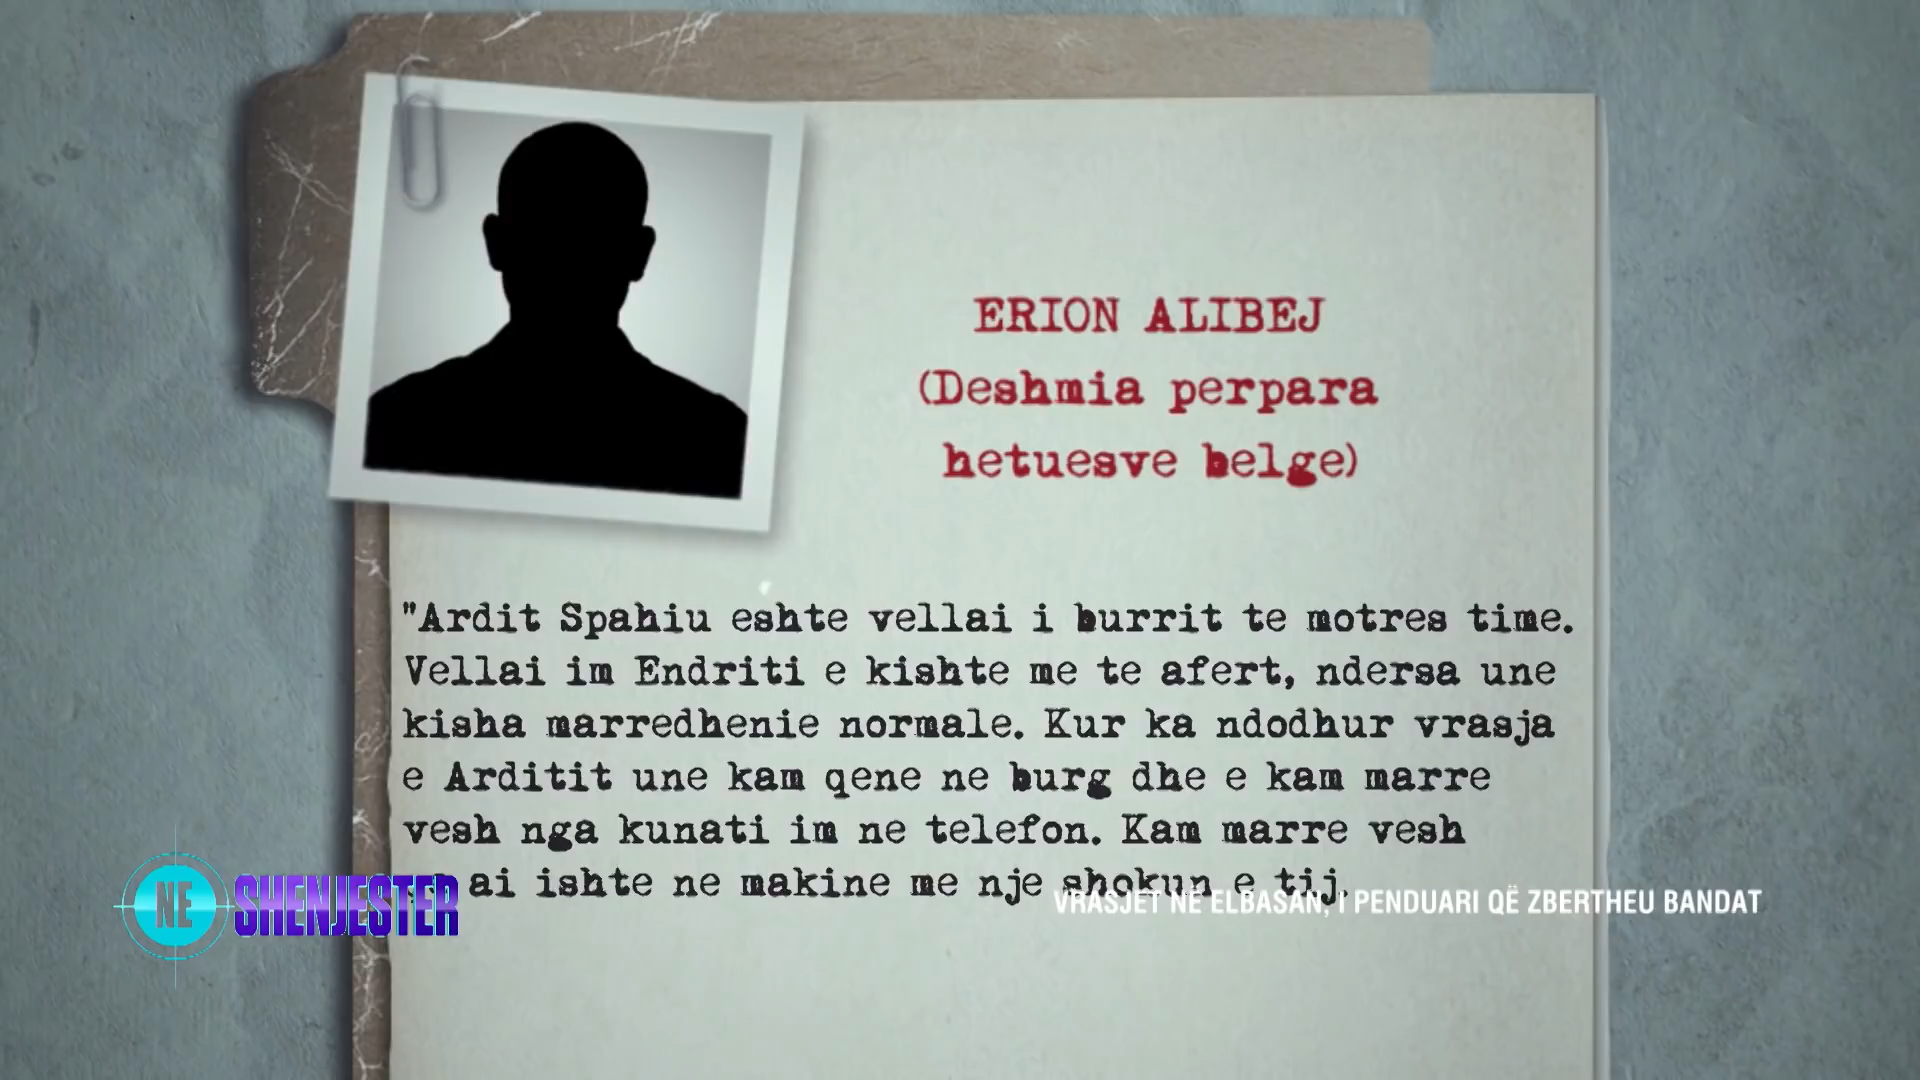 ERION ALIBEJ
(Deshmia perpara
hetuesve belge)
"Ardit Spahiu eshte vellai i burrit te motres time.
Vellai im Endriti e kishte me te afert, ndersa une
kisha marredhenie normale. Kur ka ndodhur vrasja
e Arditit une kam qene ne burg dhe e kam marre
vesh nga kunati im ne telefon. Kam marre vesh
ai ishte ne makine me nje shokun e tij.
NE SHENJESTER
VRASJET NË ELBASAN, I PENDUARI QË ZBERTHEU BANDAT